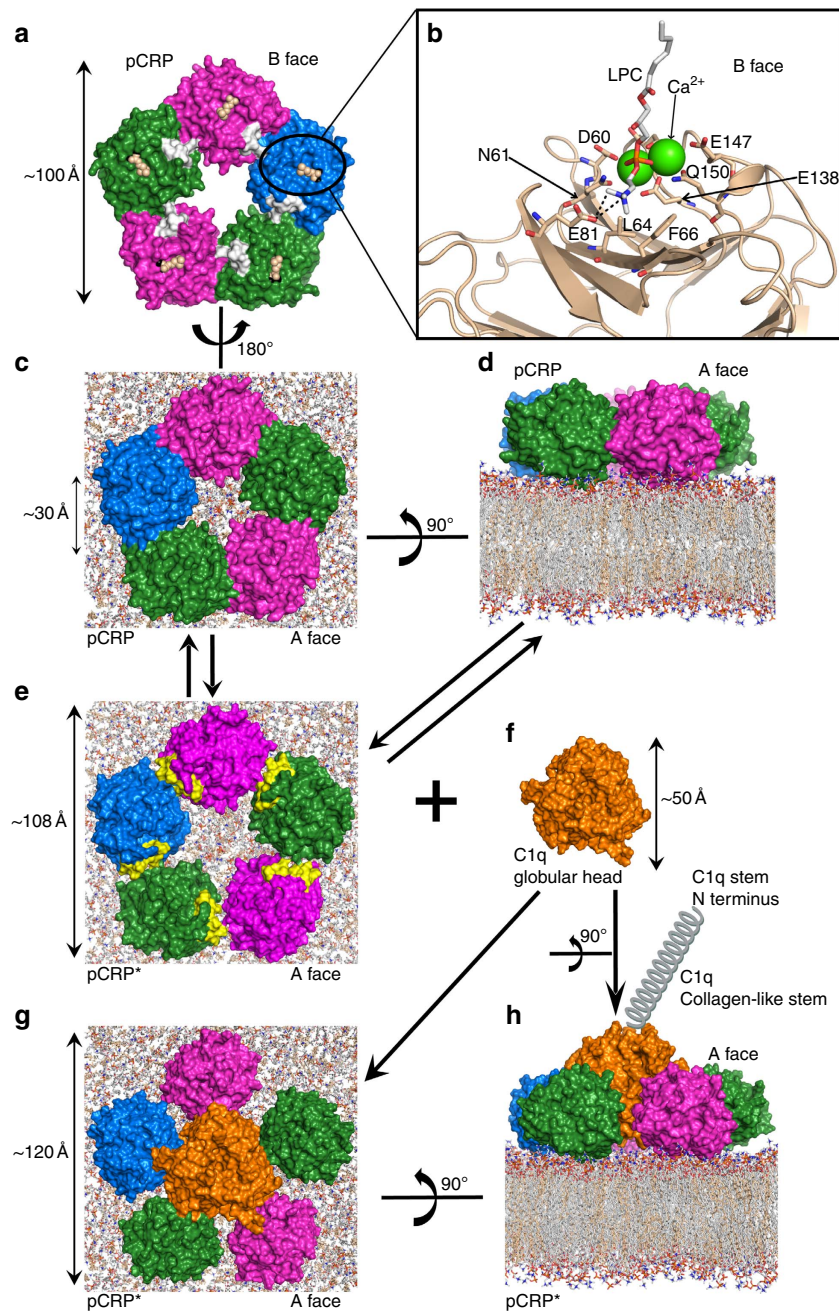 a
pCRP
B face
~100 Å
b
LPC
Ca2+
B face
D60
E147
N61
Q150
E138
E81
L64
F66
180°
c
~30 Å
pCRP
A face
90°
d
pCRP
A face
e
~108 Å
pCRP*
A face
f
~50 Å
C1q
globular head
C1q stem
N terminus
90°
C1q
Collagen-like stem
g
~120 Å
pCRP*
A face
90°
h
A face
pCRP*